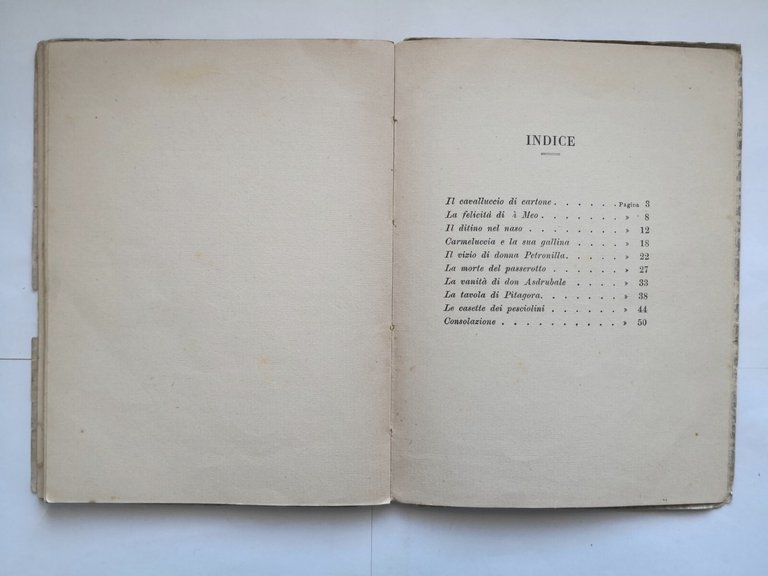 INDICE
Il cavalluccio di cartone . . . . . . Pagina 3
La felicità di è Meo . . . . . . . » 8
Il ditino nel naso . . . . . . . . » 12
Carmeluccia e la sua gallina . . . . . » 18
Il vizio di donna Petronilla. . . . . . » 22
La morte del passerotto . . . . . . . » 27
La vanità di don Asdrubale . . . . . » 33
La tavola di Pitagora. . . . . . . . » 38
Le casette dei pesciolini . . . . . . » 44
Consolazione . . . . . . . . . . » 50